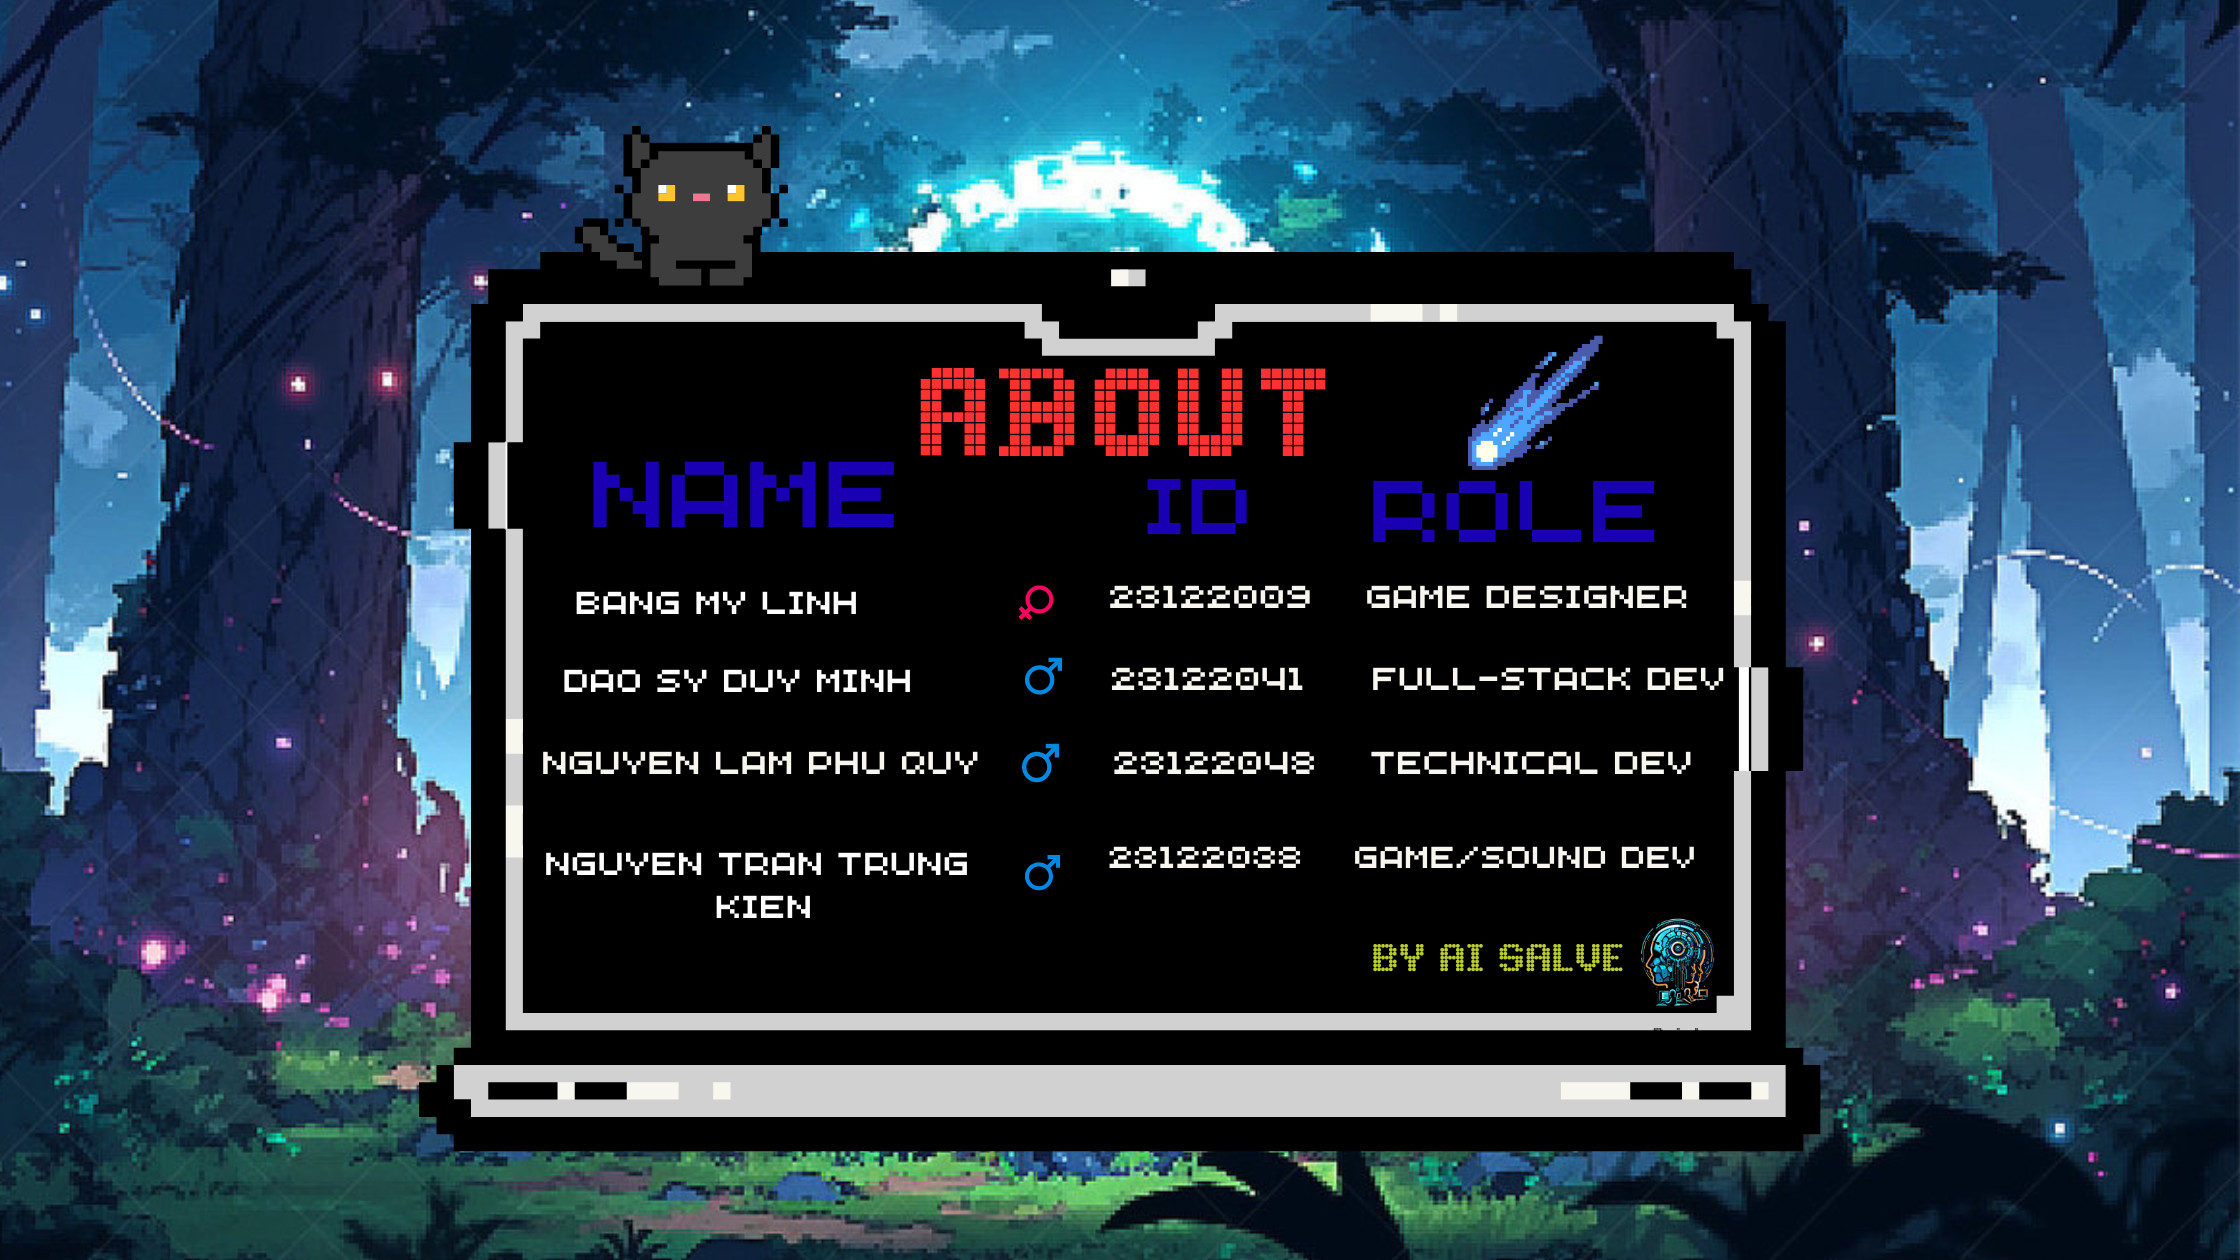 ABOUT
NAME ID ROLE
BANG MY LINH 23122009 GAME DESIGNER
DAO SY DUY MINH 23122041 FULL-STACK DEV
NGUYEN LAM PHU QUY 23122048 TECHNICAL DEV
NGUYEN TRAN TRUNG 23122038 GAME/SOUND DEV
KIEN
BY AI SALVE